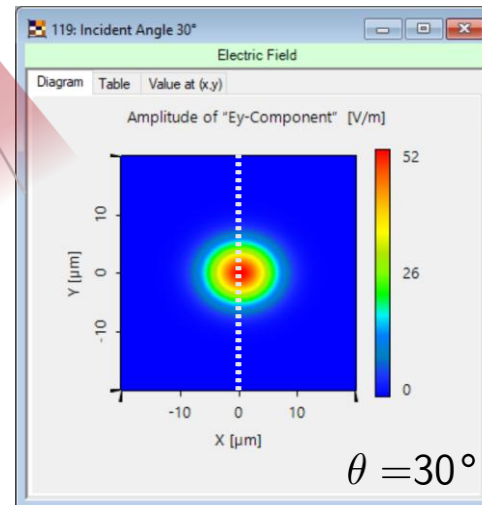 119: Incident Angle 30°
Electric Field
Diagram Table Value at (x,y)
Amplitude of "Ey-Component" [V/m]
52
26
0
Y [µm]
10
0
-10
-10 0 10
X [µm]
θ =30°